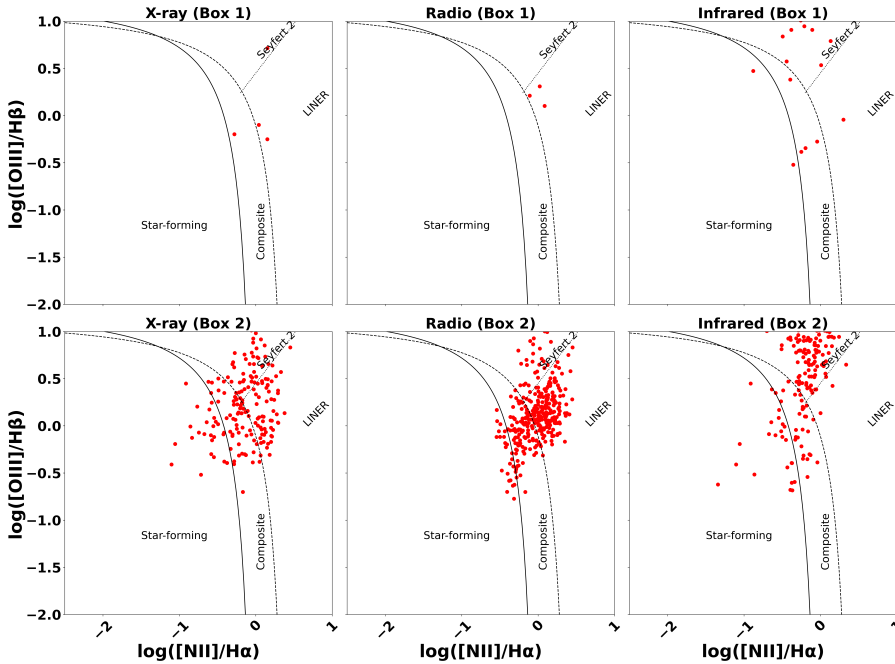 X-ray (Box 1)
Radio (Box 1)
Infrared (Box 1)
log([OIII]/Hβ)
1.0
0.5
0.0
−0.5
−1.0
−1.5
−2.0
Seyfert 2
LINER
Star-forming
Composite
Seyfert 2
LINER
Star-forming
Composite
Seyfert 2
LINER
Star-forming
Composite
X-ray (Box 2)
Radio (Box 2)
Infrared (Box 2)
log([OIII]/Hβ)
1.0
0.5
0.0
−0.5
−1.0
−1.5
−2.0
Seyfert 2
LINER
Star-forming
Composite
Seyfert 2
LINER
Star-forming
Composite
Seyfert 2
LINER
Star-forming
Composite
−2 −1 0 1
−2 −1 0 1
−2 −1 0 1
log([NII]/Hα)
log([NII]/Hα)
log([NII]/Hα)